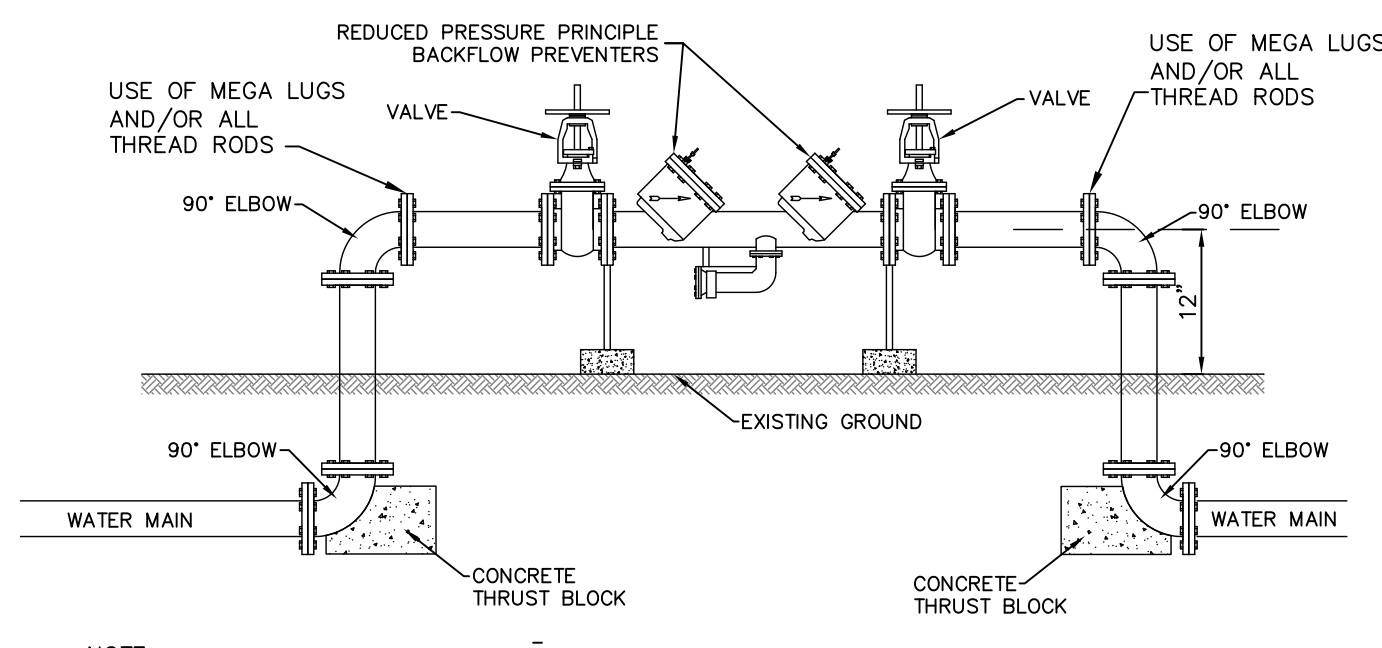 REDUCED PRESSURE PRINCIPLE
BACKFLOW PREVENTERS
USE OF MEGA LUGS
AND/OR ALL
THREAD RODS
USE OF MEGA LUGS
AND/OR ALL
THREAD RODS
VALVE
VALVE
90° ELBOW
90° ELBOW
12"
EXISTING GROUND
90° ELBOW
90° ELBOW
WATER MAIN
WATER MAIN
CONCRETE
THRUST BLOCK
CONCRETE
THRUST BLOCK